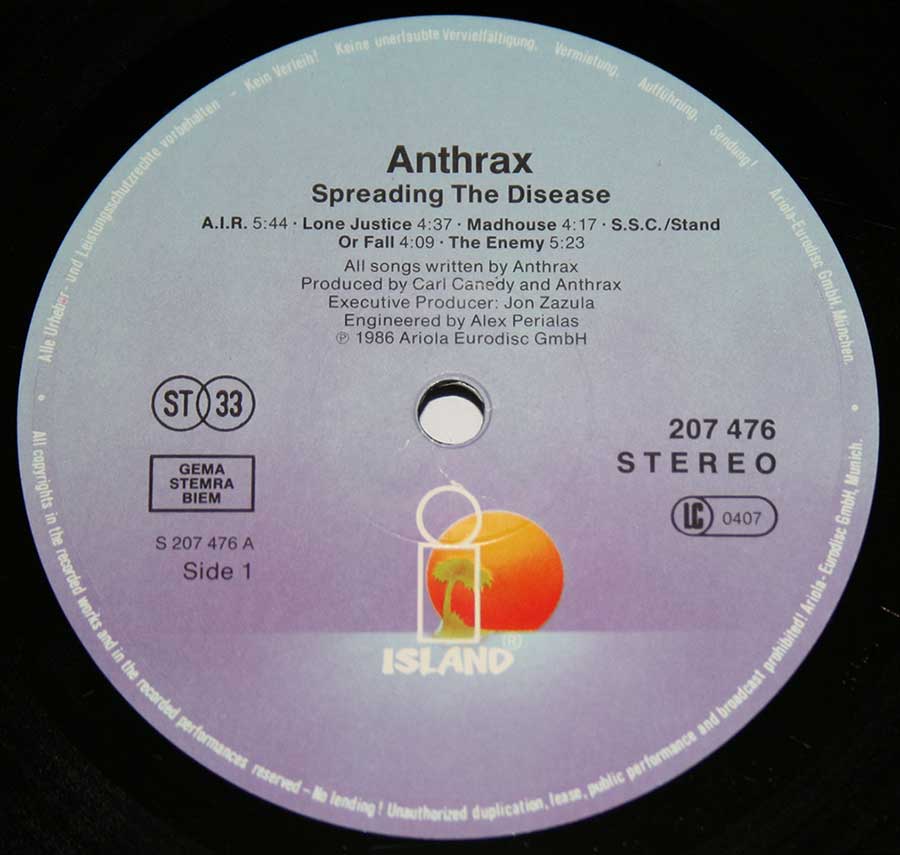 Alle Urheber- und Leistungsschutzrechte vorbehalten - Kein Verleih! Keine unerlaubte Vervielfältigung, Vermietung, Aufführung, Sendung! Ariola-Eurodisc GmbH, München.
Anthrax
Spreading The Disease
A.I.R. 5:44 · Lone Justice 4:37 · Madhouse 4:17 · S.S.C./Stand
Or Fall 4:09 · The Enemy 5:23
All songs written by Anthrax
Produced by Carl Canedy and Anthrax
Executive Producer: Jon Zazula
Engineered by Alex Perialas
℗ 1986 Ariola Eurodisc GmbH
ST 33
GEMA
STEMRA
BIEM
S 207 476 A
Side 1
207 476
STEREO
LC 0407
i
ISLAND (R)
All copyrights in the recorded works and in the recorded performances reserved - No lending! Unauthorized duplication, lease, public performance and broadcast prohibited! Ariola-Eurodisc GmbH, Munich.